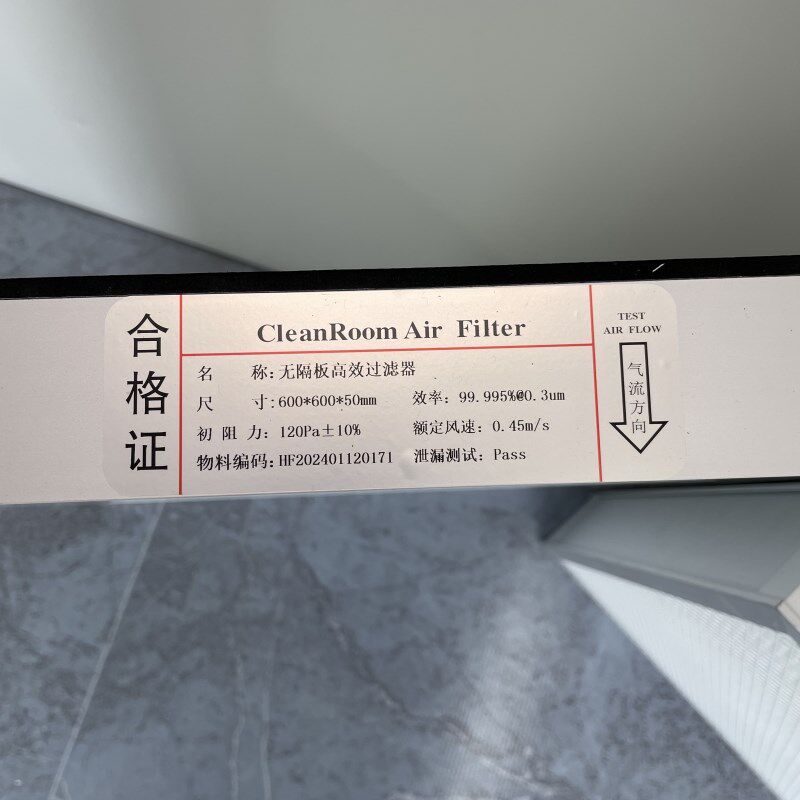 合格证
CleanRoom Air Filter
名 称:无隔板高效过滤器
尺 寸:600*600*50mm 效率: 99.995%@0.3um
初 阻 力: 120Pa±10% 额定风速: 0.45m/s
物料编码:HF202401120171 泄漏测试: Pass
TEST
AIR FLOW
气流方向